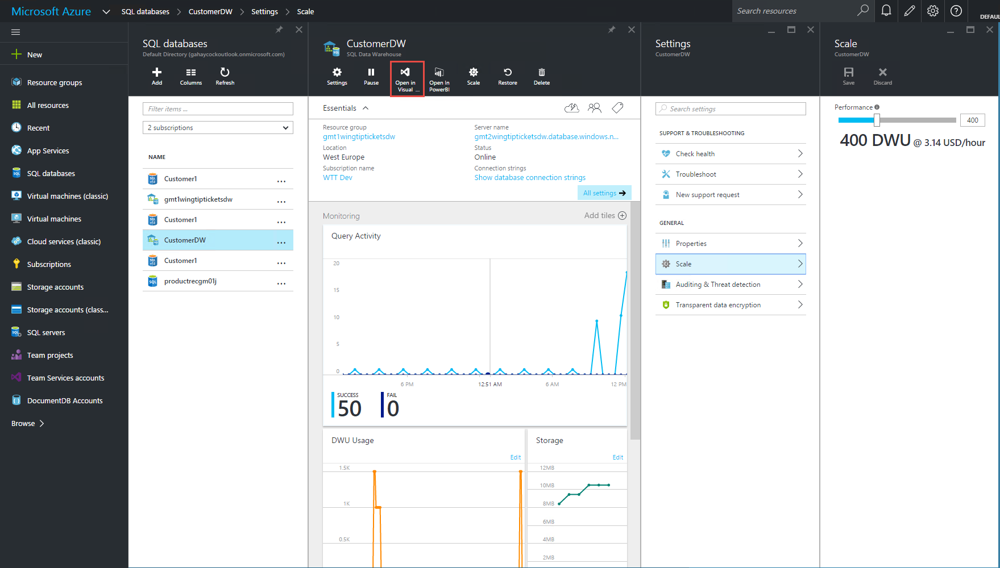 Microsoft Azure
SQL databases
CustomerDW
Settings
Scale
Search resources
DEFAUL
New
Resource groups
All resources
Recent
App Services
SQL databases
Virtual machines (classic)
Virtual machines
Cloud services (classic)
Subscriptions
Storage accounts
Storage accounts (class...
SQL servers
Team projects
Team Services accounts
DocumentDB Accounts
Browse
SQL databases
Default Directory (gahaycockoutlook.onmicrosoft.com)
Add
Columns
Refresh
Filter items ...
2 subscriptions
NAME
Customer1
...
gmt1wingtipticketsdw
...
Customer1
...
CustomerDW
...
Customer1
...
productrecgm01j
...
CustomerDW
SQL Data Warehouse
Settings
Pause
Open in
Visual ...
Open In
PowerBI
Scale
Restore
Delete
Essentials
Resource group
gmt1wingtipticketsdw
Location
West Europe
Subscription name
WTT Dev
Server name
gmt2wingtipticketsdw.database.windows.n...
Status
Online
Connection strings
Show database connection strings
All settings
Monitoring
Add tiles
Query Activity
20
15
10
5
0
6 PM
12:51 AM
6 AM
12 PM
SUCCESS
50
FAIL
0
DWU Usage
Edit
1.5K
1K
0.5K
Storage
Edit
12MB
10MB
8MB
6MB
4MB
2MB
Settings
CustomerDW
Search settings
SUPPORT & TROUBLESHOOTING
Check health
Troubleshoot
New support request
GENERAL
Properties
Scale
Auditing & Threat detection
Transparent data encryption
Scale
CustomerDW
Save
Discard
Performance
400
400 DWU @ 3.14 USD/hour